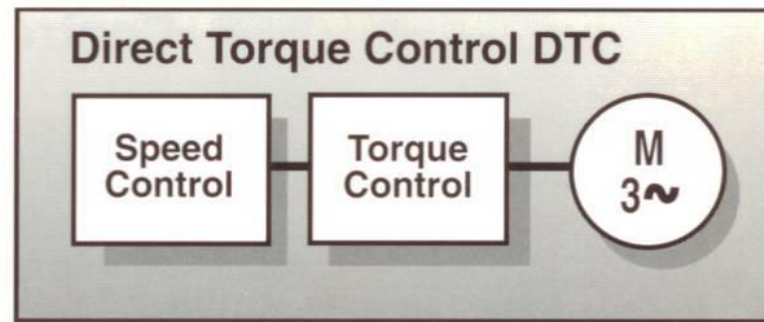 Direct Torque Control DTC
Speed
Control
Torque
Control
M
3~